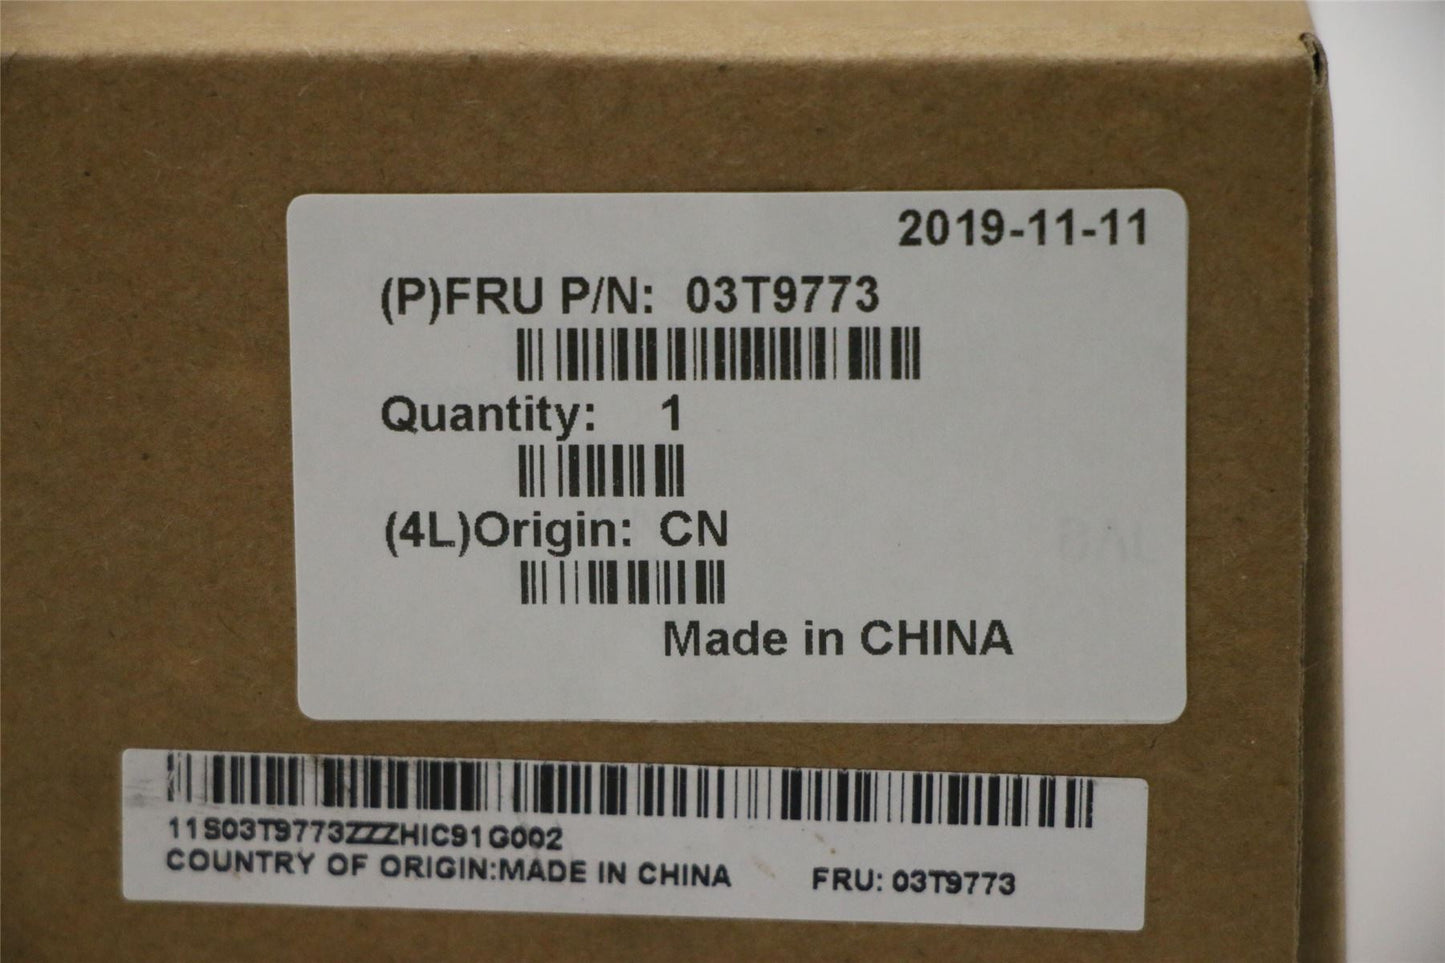 2019-11-11
(P)FRU P/N: 03T9773
Quantity: 1
(4L)Origin: CN
Made in CHINA
11S03T9773ZZZHIC91G002
COUNTRY OF ORIGIN:MADE IN CHINA FRU: 03T9773